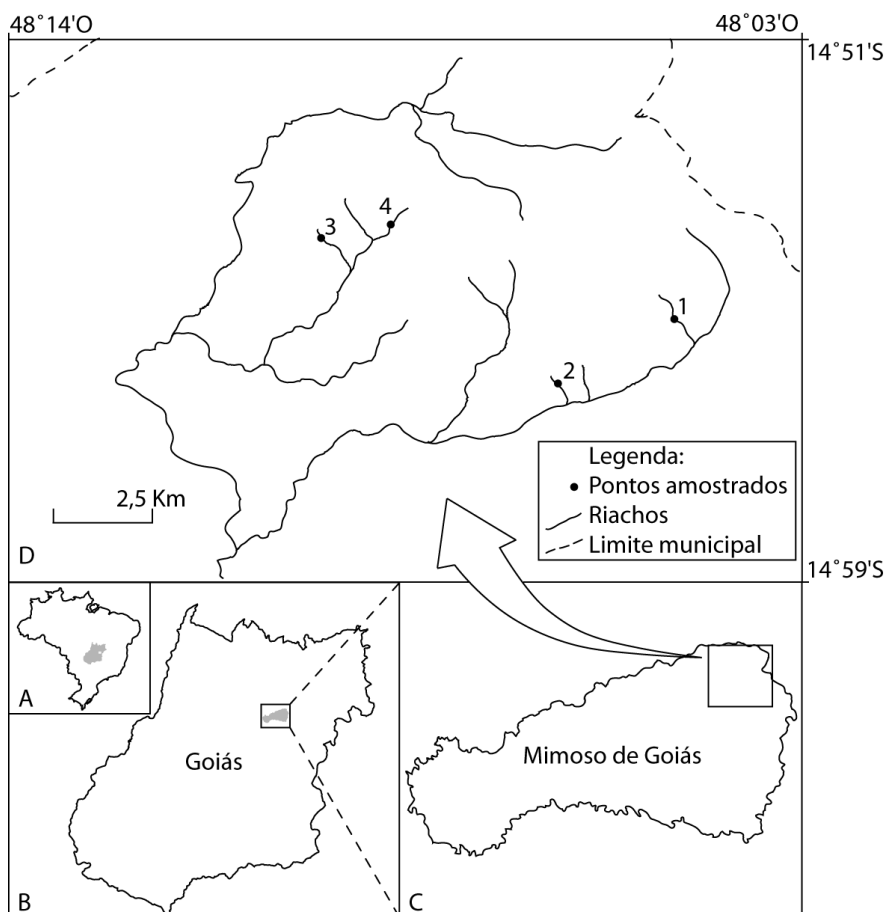 48˚14'O
48˚03'O
14˚51'S
4
3
1
2
Legenda:
Pontos amostrados
Riachos
Limite municipal
2,5 Km
D
14˚59'S
A
Goiás
Mimoso de Goiás
B
C